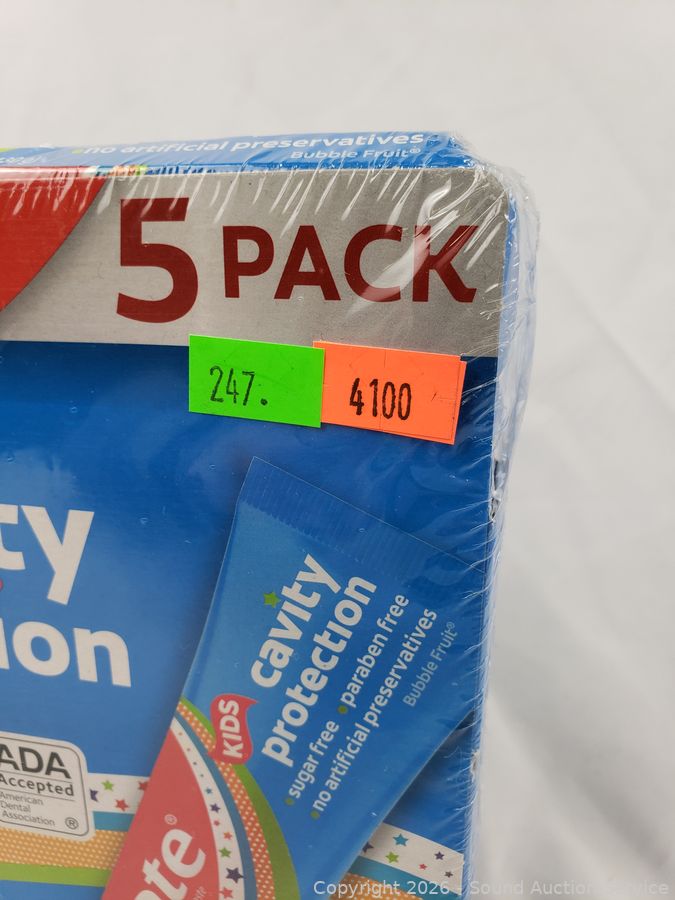 no artificial preservatives
Bubble Fruit®
5 PACK
247.
4100
ty
ion
cavity
protection
KIDS
•sugar free •paraben free
•no artificial preservatives
Bubble Fruit®
ADA
Accepted
American
Dental
Association ®
ate®
Copyright 2026 - Sound Auction Service